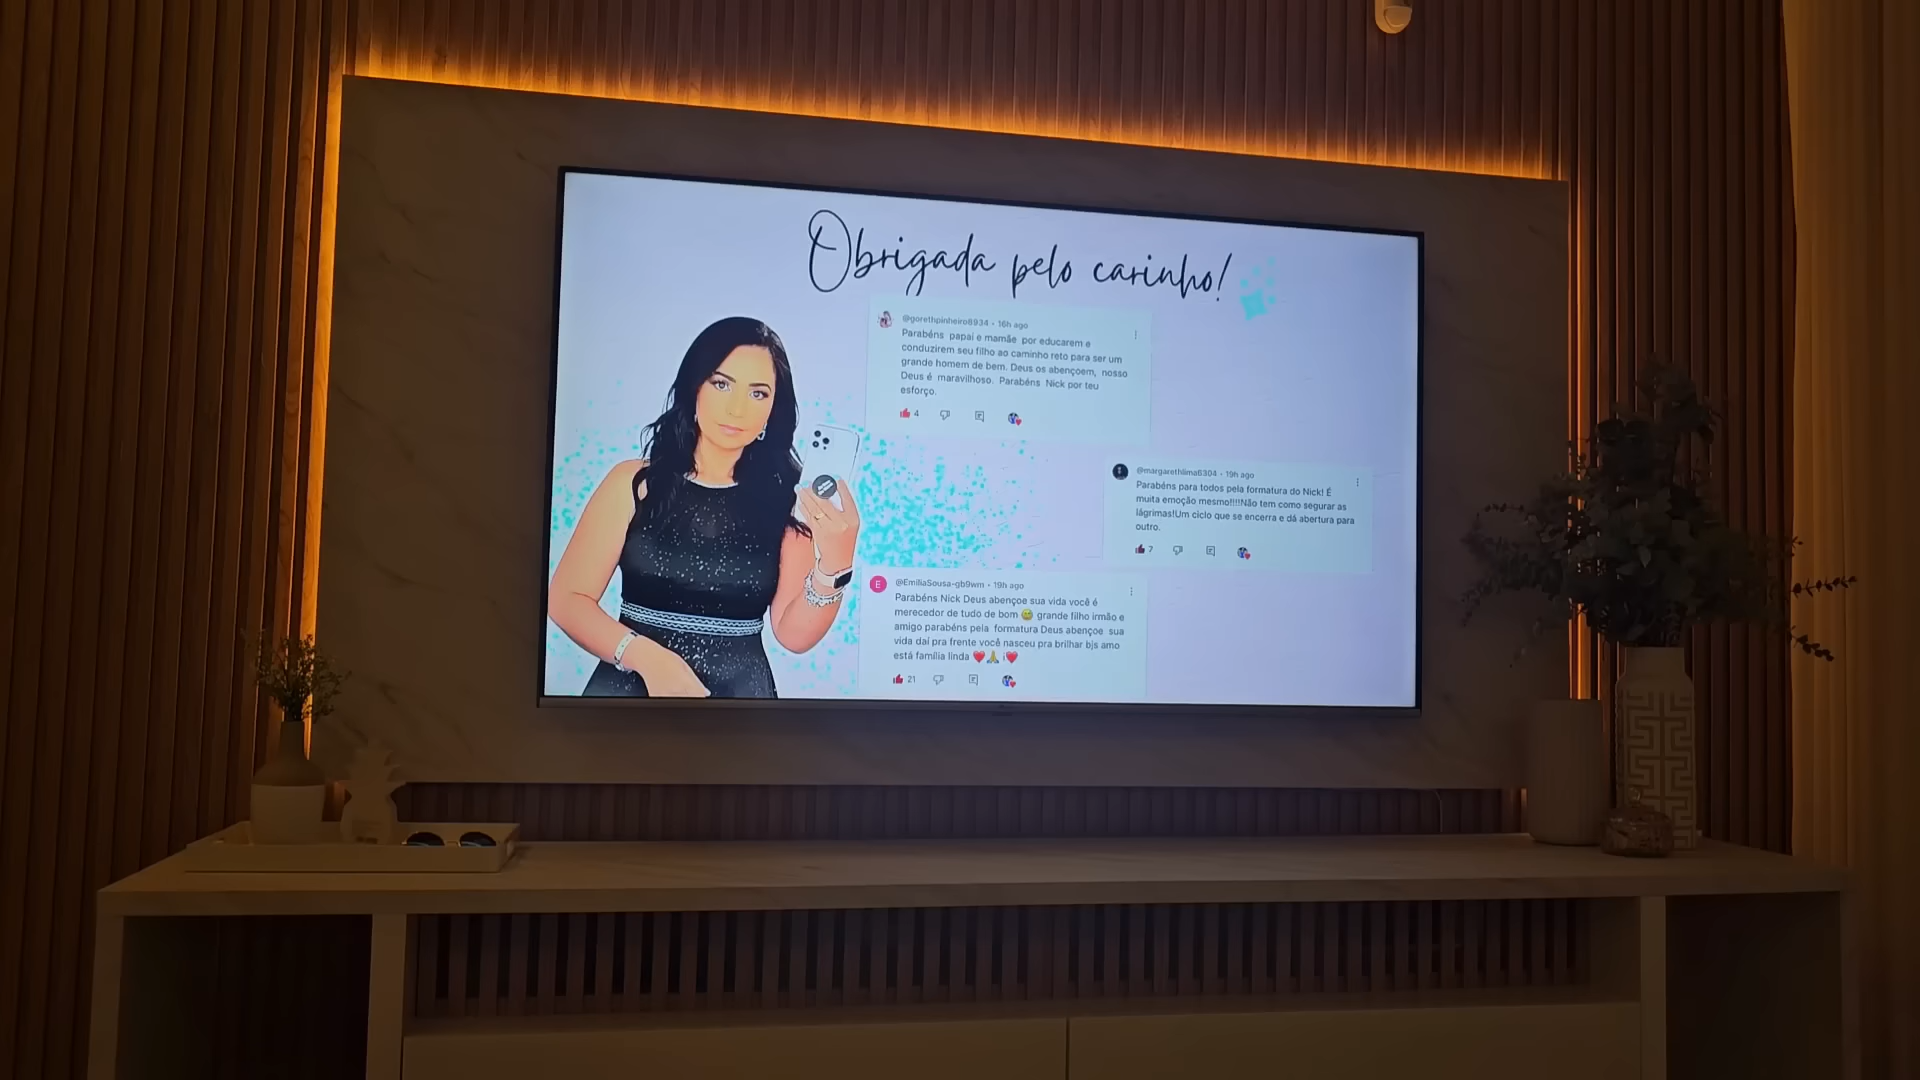 Obrigada pelo carinho!
@gorethpinheiro8934 • 16h ago
Parabéns papai e mamãe por educarem e
conduzirem seu filho ao caminho reto para ser um
grande homem de bem. Deus os abençoem, nosso
Deus é maravilhoso. Parabéns Nick por teu
esforço.
4
@margarethlima6304 • 19h ago
Parabéns para todos pela formatura do Nick! É
muita emoção mesmo!!!!Não tem como segurar as
lágrimas!Um ciclo que se encerra e dá abertura para
outro.
7
E
@EmiliaSousa-gb9wm • 19h ago
Parabéns Nick Deus abençoe sua vida você é
merecedor de tudo de bom 😊 grande filho irmão e
amigo parabéns pela formatura Deus abençoe sua
vida daí pra frente você nasceu pra brilhar bjs amo
está família linda ❤️🙏 i❤️
21